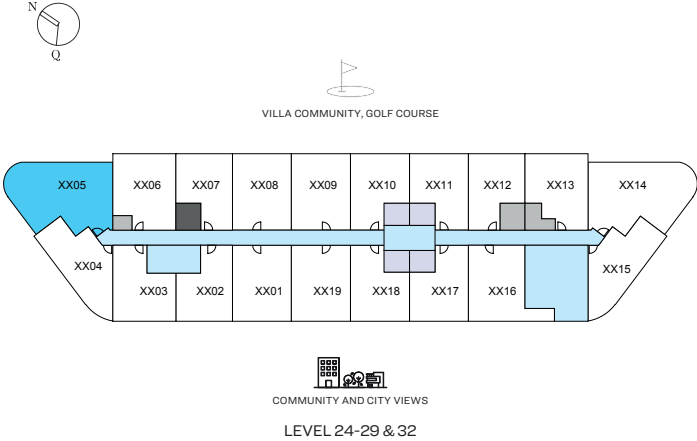 N
Q
VILLA COMMUNITY, GOLF COURSE
XX05
XX06
XX07
XX08
XX09
XX10
XX11
XX12
XX13
XX14
XX04
XX03
XX02
XX01
XX19
XX18
XX17
XX16
XX15
COMMUNITY AND CITY VIEWS
LEVEL 24-29 & 32